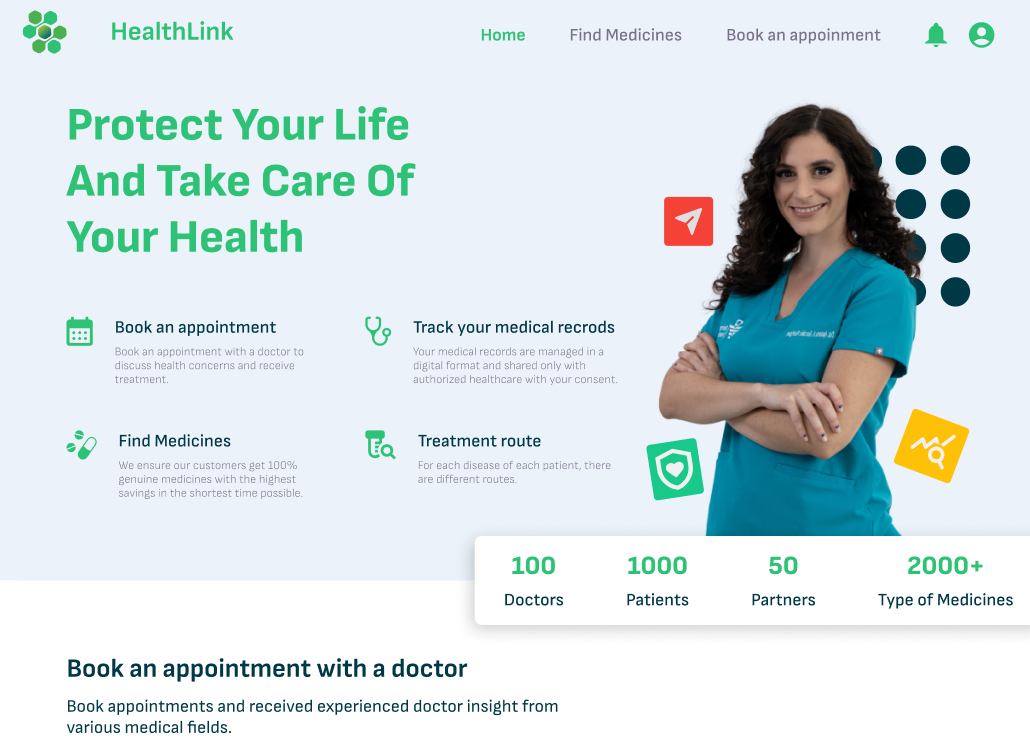 HealthLink
Home
Find Medicines
Book an appoinment
Protect Your Life
And Take Care Of
Your Health
Book an appointment
Book an appointment with a doctor to
discuss health concerns and receive
treatment.
Track your medical recrods
Your medical records are managed in a
digital format and shared only with
authorized healthcare with your consent.
Find Medicines
We ensure our customers get 100%
genuine medicines with the highest
savings in the shortest time possible.
Treatment route
For each disease of each patient, there
are different routes.
100
Doctors
1000
Patients
50
Partners
2000+
Type of Medicines
Book an appointment with a doctor
Book appointments and received experienced doctor insight from
various medical fields.